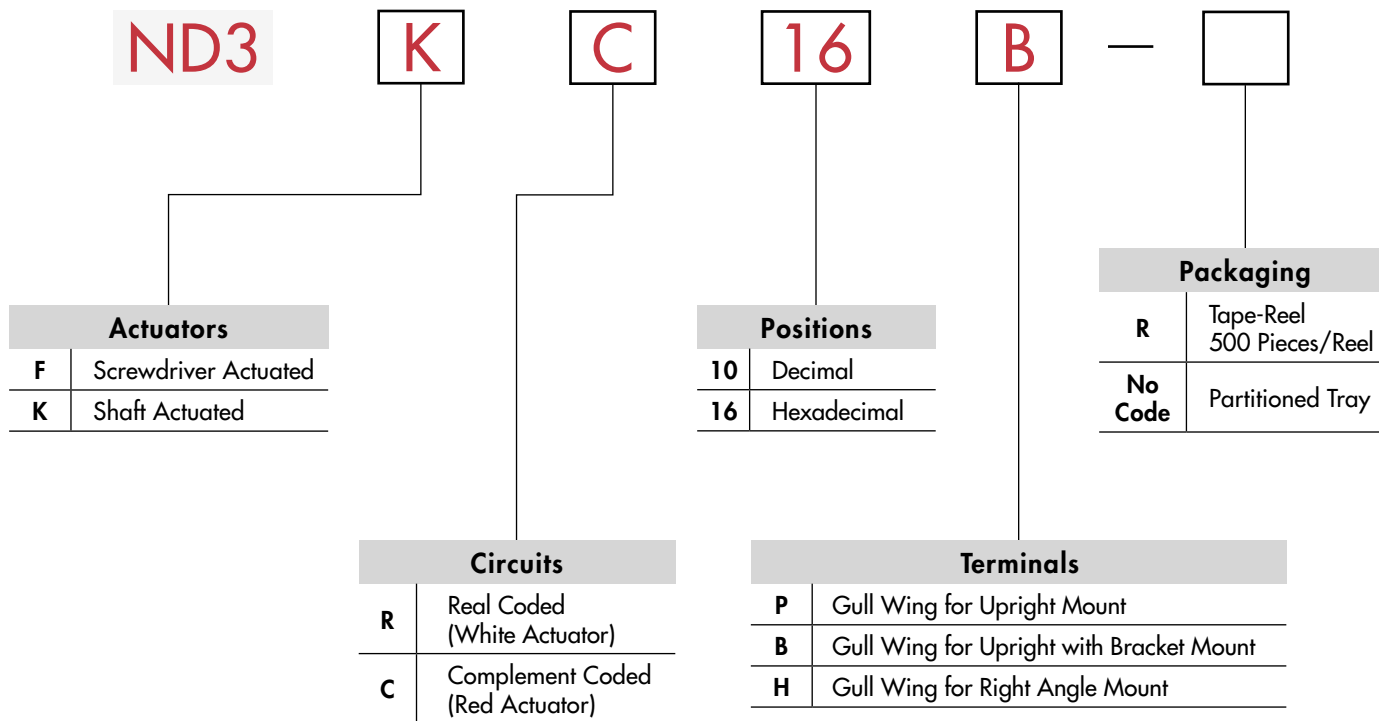 ND3 K C 16 B —
Packaging
R Tape-Reel
500 Pieces/Reel
No
Code Partitioned Tray
Actuators
F Screwdriver Actuated
K Shaft Actuated
Positions
10 Decimal
16 Hexadecimal
Circuits
R Real Coded
(White Actuator)
C Complement Coded
(Red Actuator)
Terminals
P Gull Wing for Upright Mount
B Gull Wing for Upright with Bracket Mount
H Gull Wing for Right Angle Mount